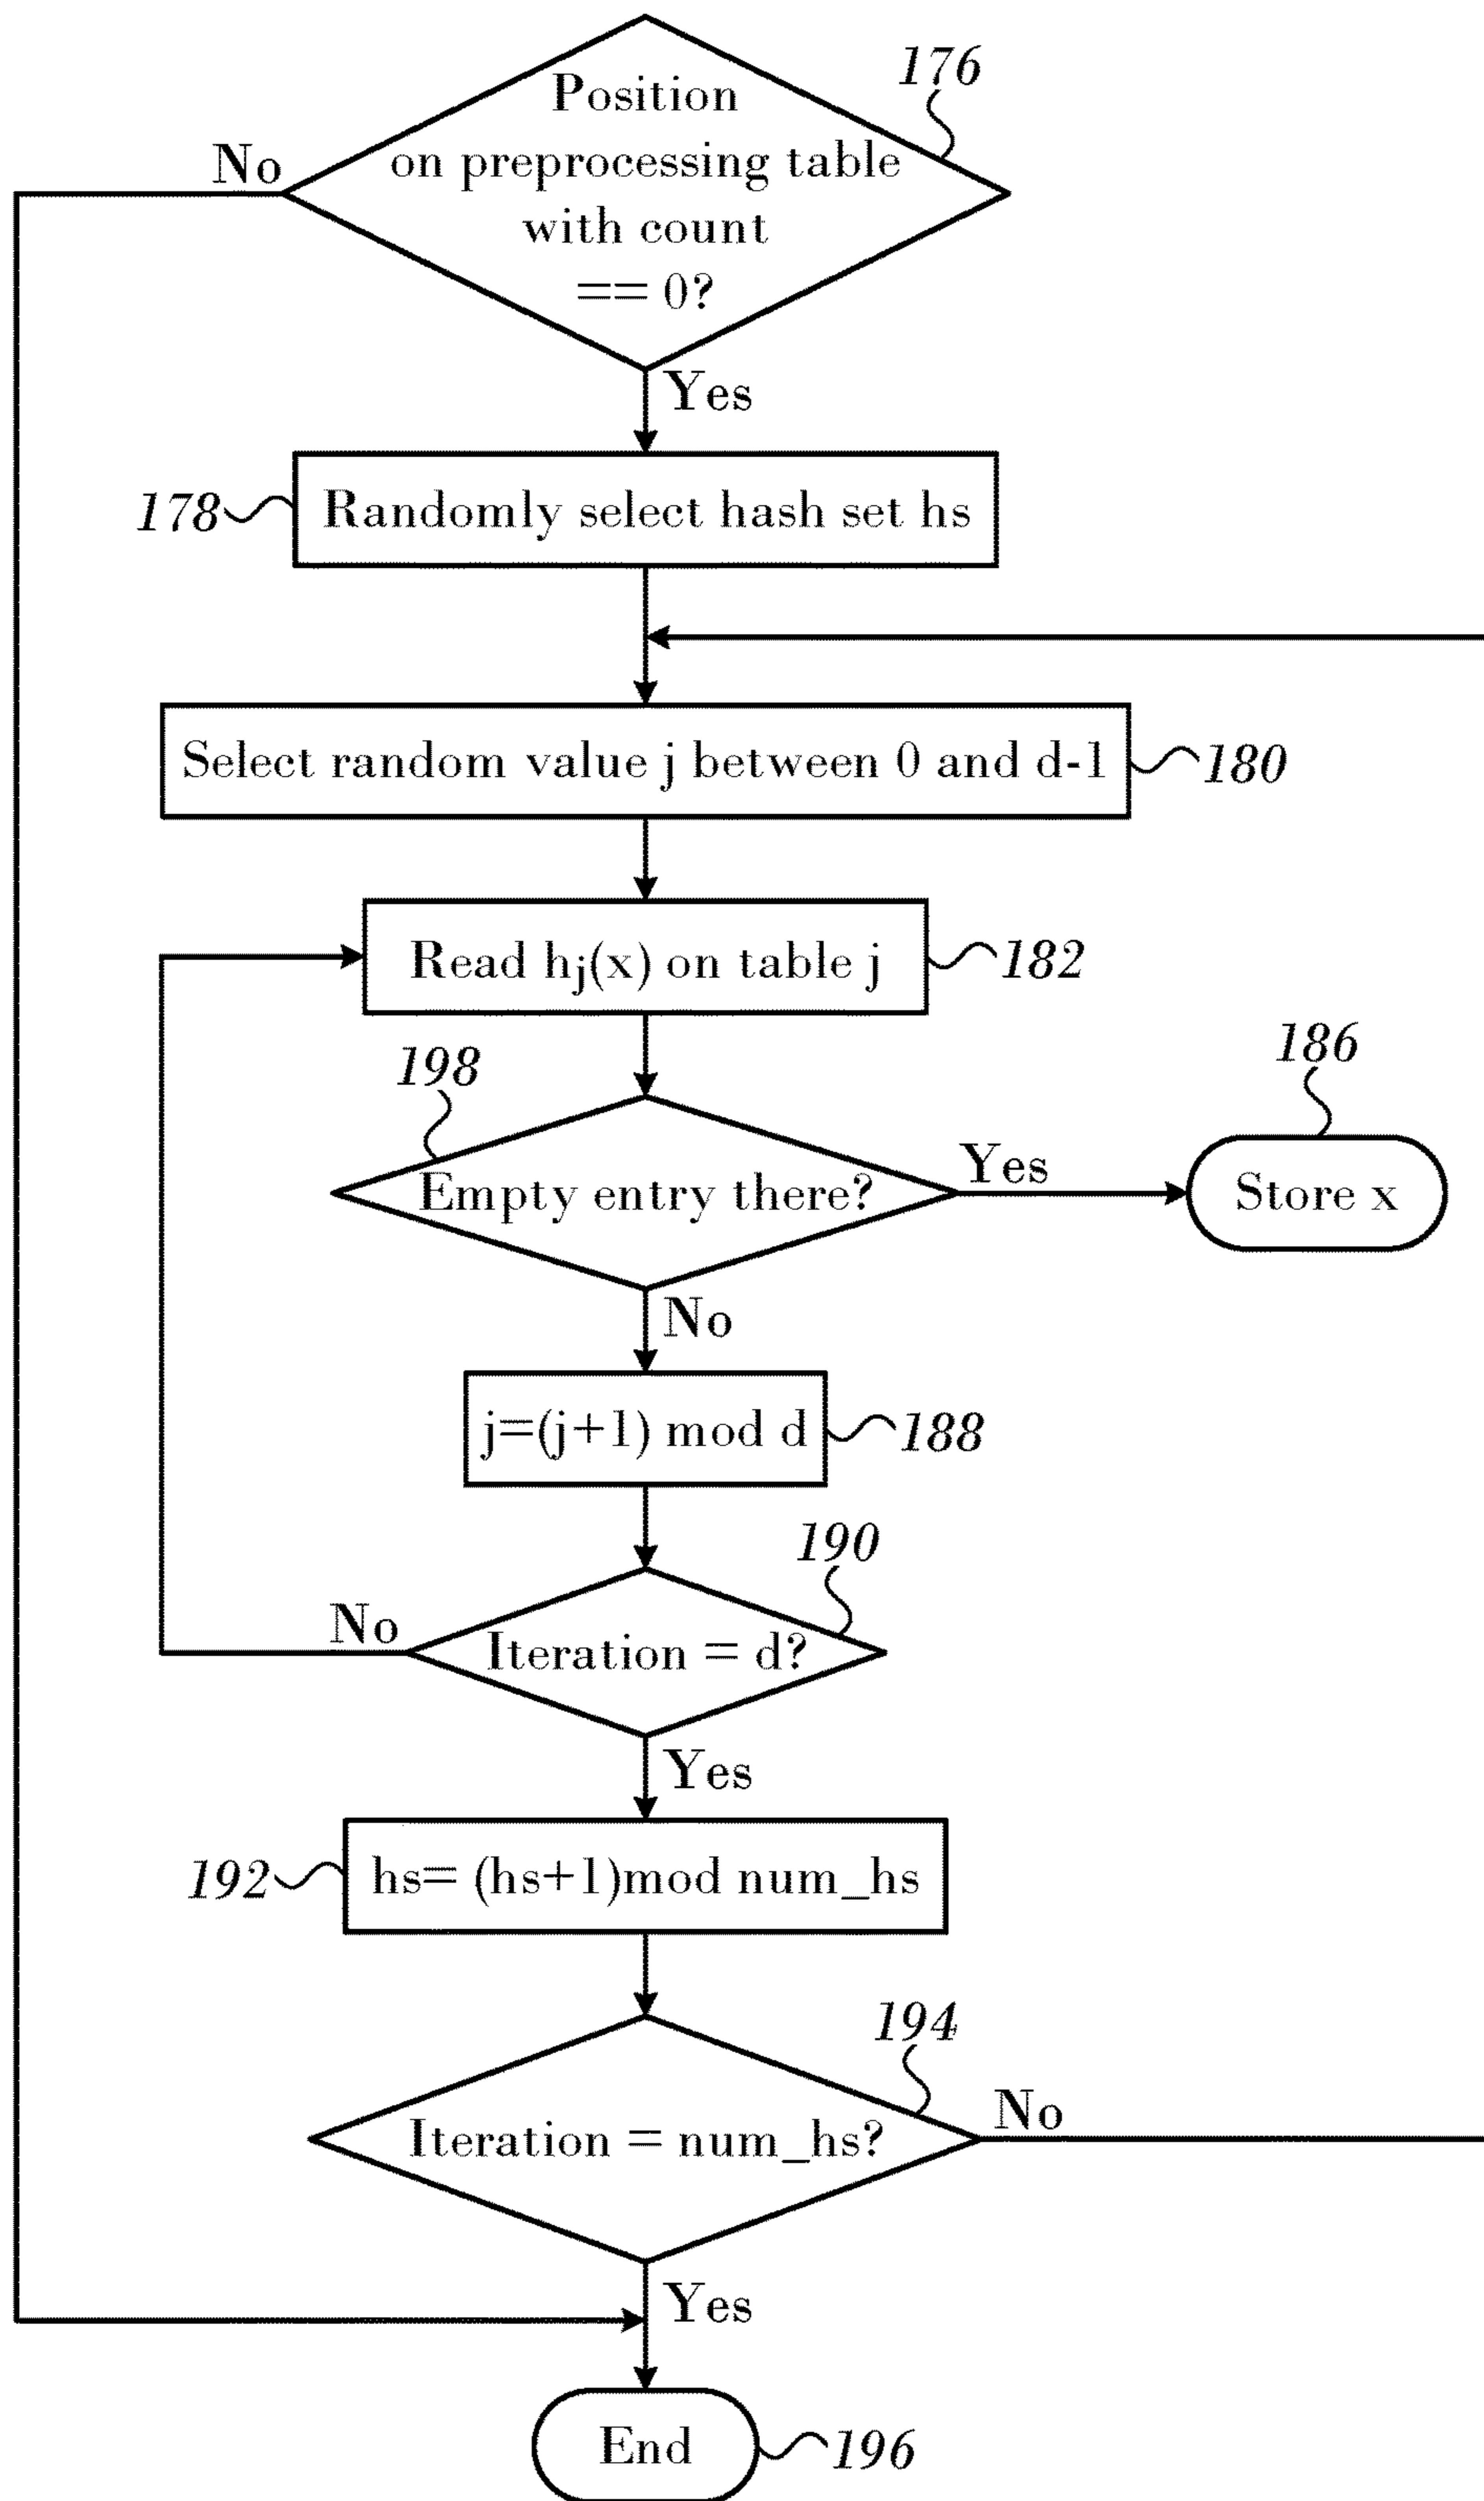 Position
on preprocessing table
with count
== 0?
176
No
Yes
178
Randomly select hash set hs
Select random value j between 0 and d-1
180
Read hj(x) on table j
182
198
186
Empty entry there?
Yes
Store x
No
j=(j+1) mod d
188
190
No
Iteration = d?
Yes
192
hs= (hs+1)mod num_hs
194
Iteration = num_hs?
No
Yes
End
196